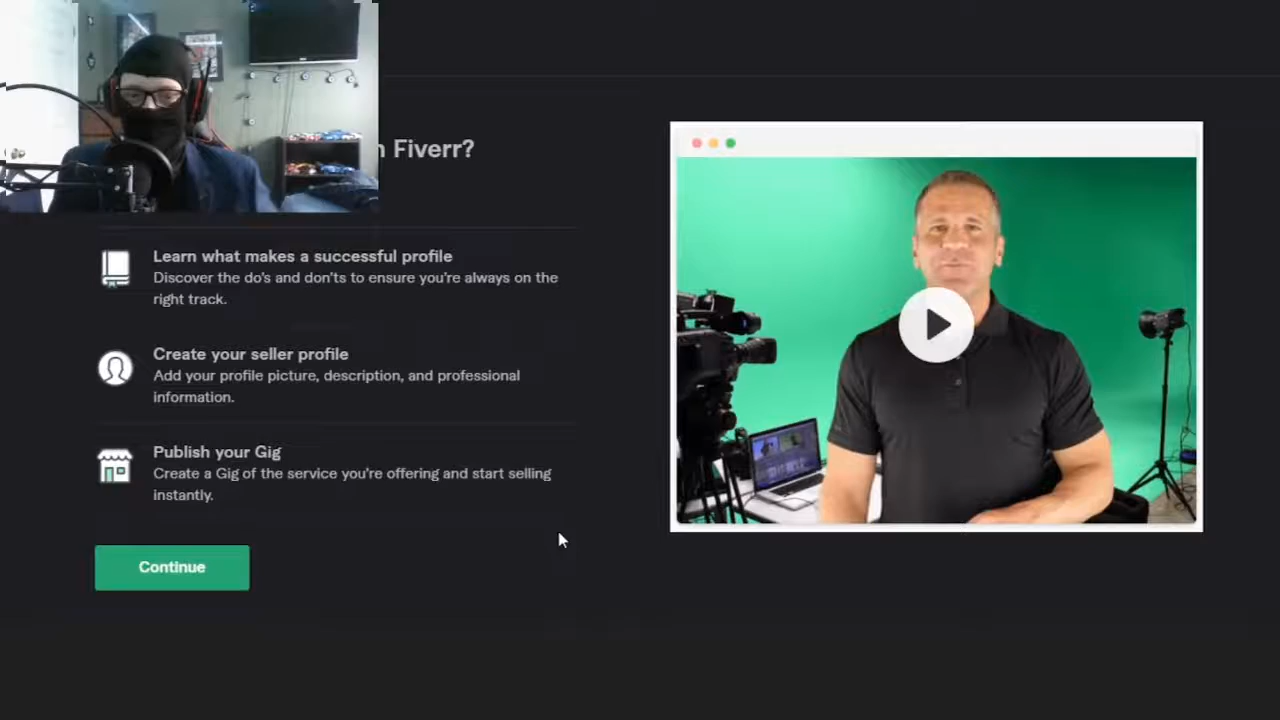 n Fiverr?
Learn what makes a successful profile
Discover the do's and don'ts to ensure you're always on the
right track.
Create your seller profile
Add your profile picture, description, and professional
information.
Publish your Gig
Create a Gig of the service you're offering and start selling
instantly.
Continue